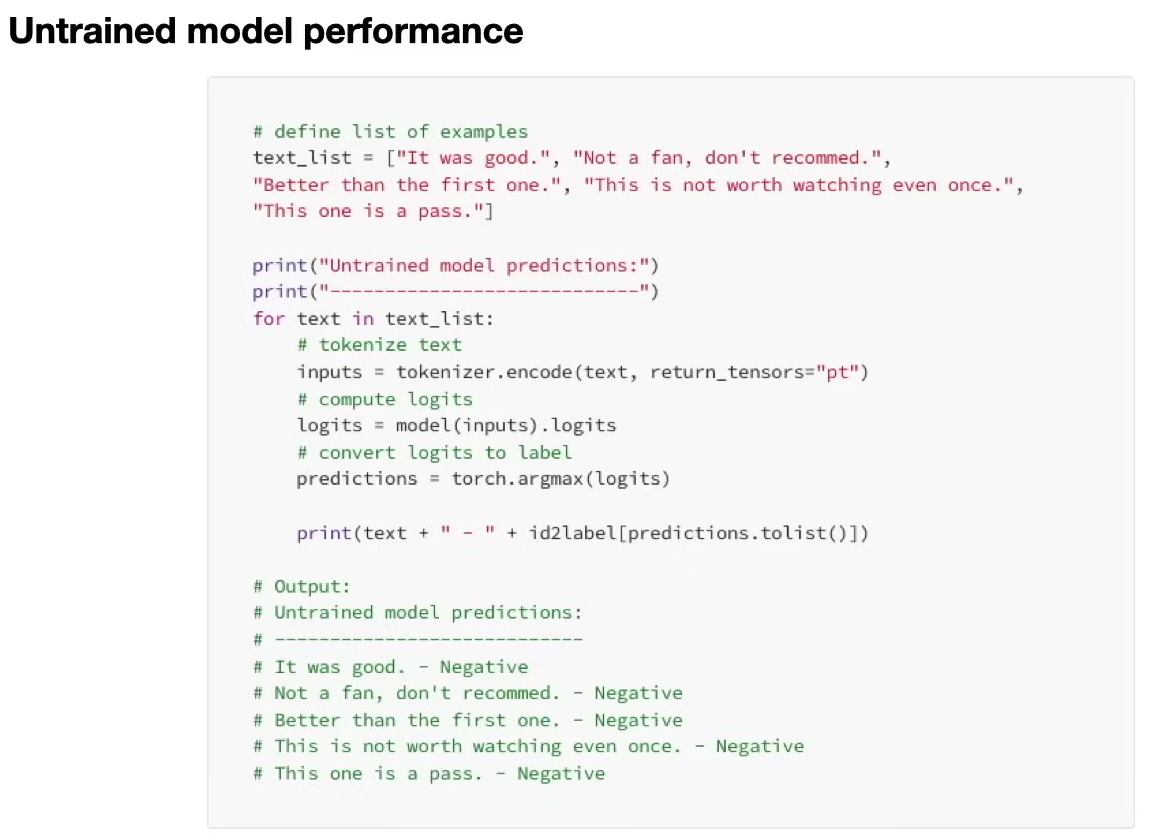 Untrained model performance
# define list of examples
text_list = ["It was good.", "Not a fan, don't recommed.",
"Better than the first one.", "This is not worth watching even once.",
"This one is a pass."]
print("Untrained model predictions:")
print("----------------------------")
for text in text_list:
    # tokenize text
    inputs = tokenizer.encode(text, return_tensors="pt")
    # compute logits
    logits = model(inputs).logits
    # convert logits to label
    predictions = torch.argmax(logits)
    print(text + " - " + id2label[predictions.tolist()])
# Output:
# Untrained model predictions:
# ----------------------------
# It was good. - Negative
# Not a fan, don't recommed. - Negative
# Better than the first one. - Negative
# This is not worth watching even once. - Negative
# This one is a pass. - Negative